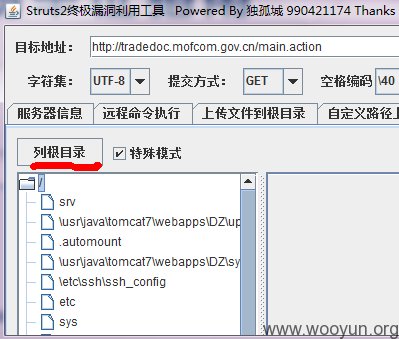 Struts2终极漏洞利用工具 Powered By 独孤城 990421174 Thanks
目标地址： http://tradedoc.mofcom.gov.cn/main.action
字符集： UTF-8 提交方式： GET 空格编码 \40
服务器信息 远程命令执行 上传文件到根目录 自定义路径上
列根目录 特殊模式
/
srv
\usr\java\tomcat7\webapps\DZ\up
.automount
\usr\java\tomcat7\webapps\DZ\sy
\etc\ssh\ssh_config
etc
sys
www.wooyun.org